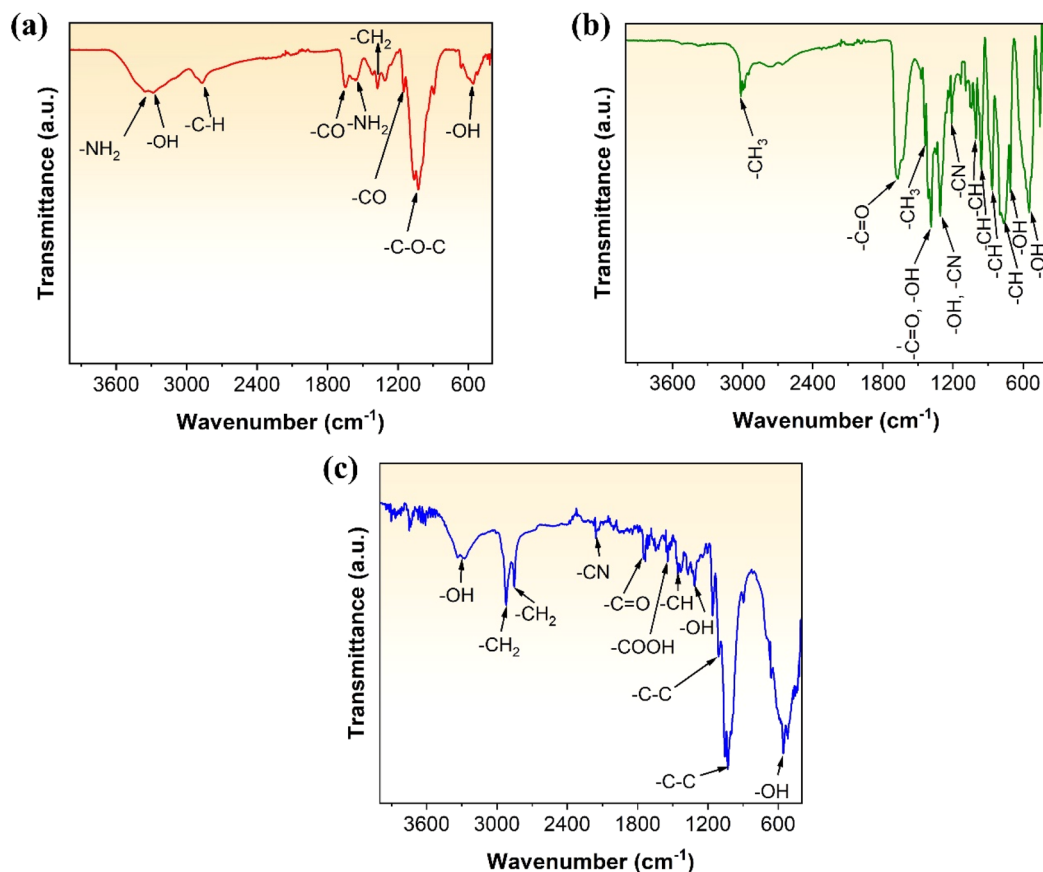 (a)
Transmittance (a.u.)
-NH₂
-OH
-C-H
-CO
-NH₂
-CH₂
-CO
-C-O-C
-OH
3600 3000 2400 1800 1200 600
Wavenumber (cm⁻¹)
(b)
Transmittance (a.u.)
-CH₃
-C=O
-CH₃
-C=O, -OH
-OH, -CN
-CN
-CH
-CH
-CH
-CH
-OH
-OH
3000 2400 1800 1200 600
3600
Wavenumber (cm⁻¹)
(c)
Transmittance (a.u.)
-OH
-CH₂
-CH₂
-CN
-C=O
-COOH
-CH
-OH
-C-C
-C-C
-OH
3600 3000 2400 1800 1200 600
Wavenumber (cm⁻¹)